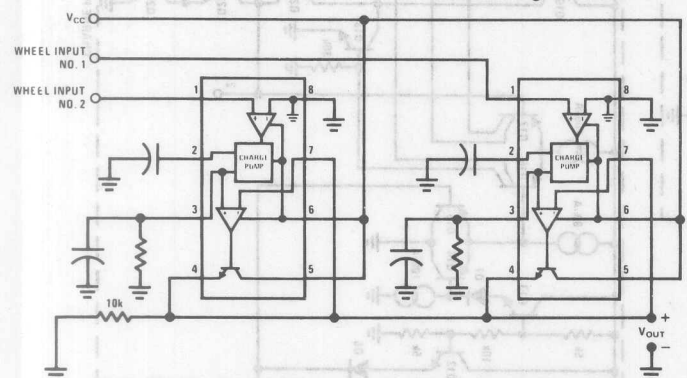 VCC
WHEEL INPUT
NO. 1
WHEEL INPUT
NO. 2
1
8
2
CHARGE
PUMP
7
3
6
4
5
1
8
2
CHARGE
PUMP
7
3
6
4
5
10k
+
VOUT
−